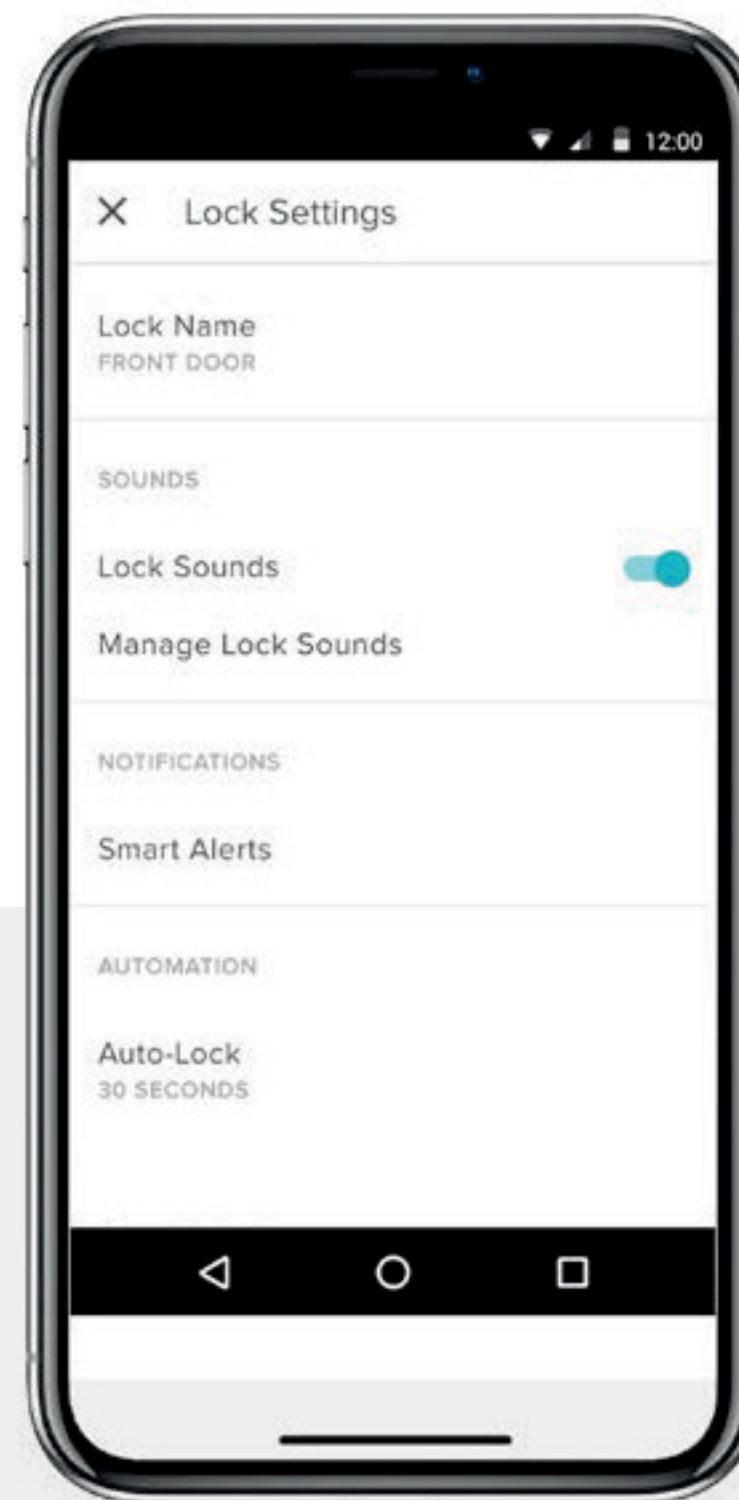 12:00
Lock Settings
Lock Name
FRONT DOOR
SOUNDS
Lock Sounds
Manage Lock Sounds
NOTIFICATIONS
Smart Alerts
AUTOMATION
Auto-Lock
30 SECONDS